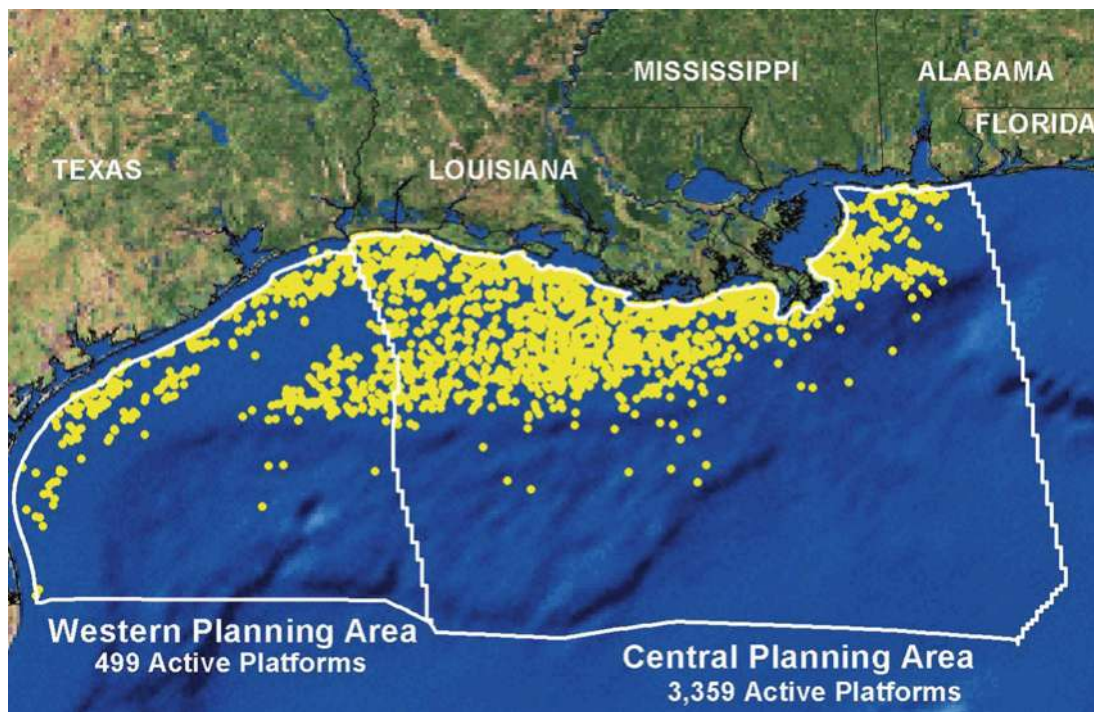 MISSISSIPPI
ALABAMA
FLORIDA
TEXAS
LOUISIANA
Western Planning Area
499 Active Platforms
Central Planning Area
3,359 Active Platforms